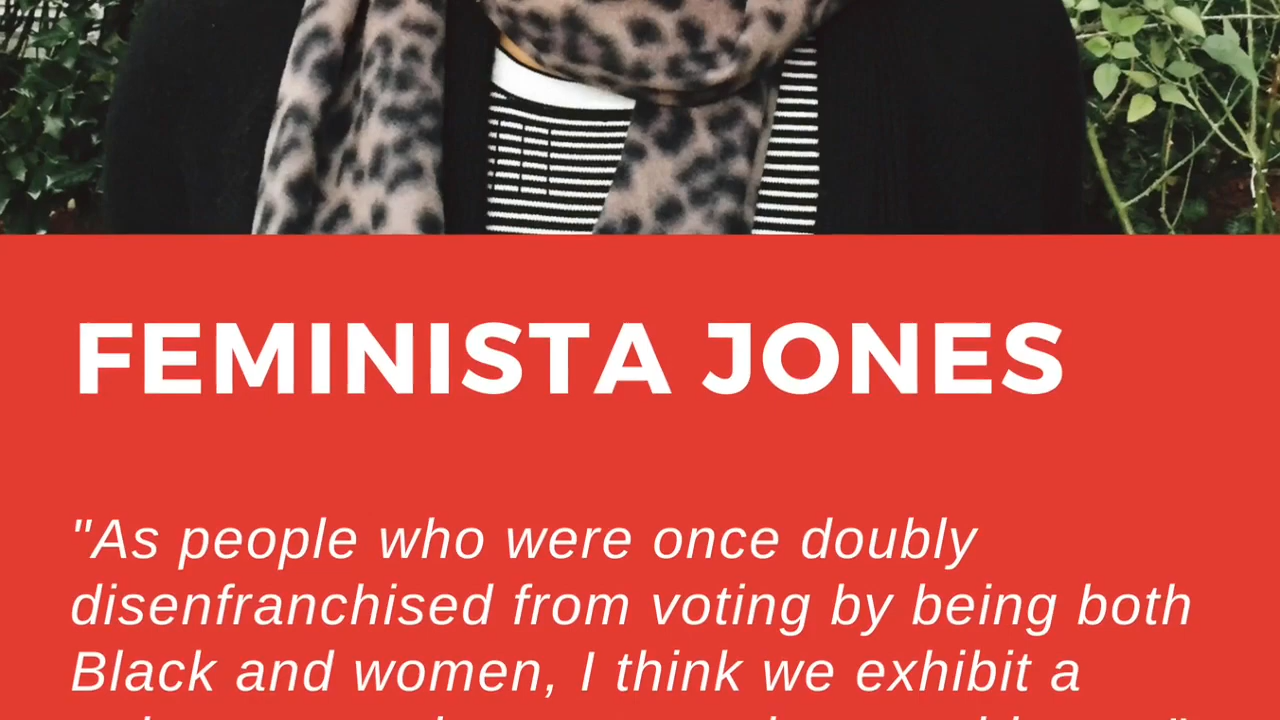 FEMINISTA JONES
"As people who were once doubly
disenfranchised from voting by being both
Black and women, I think we exhibit a